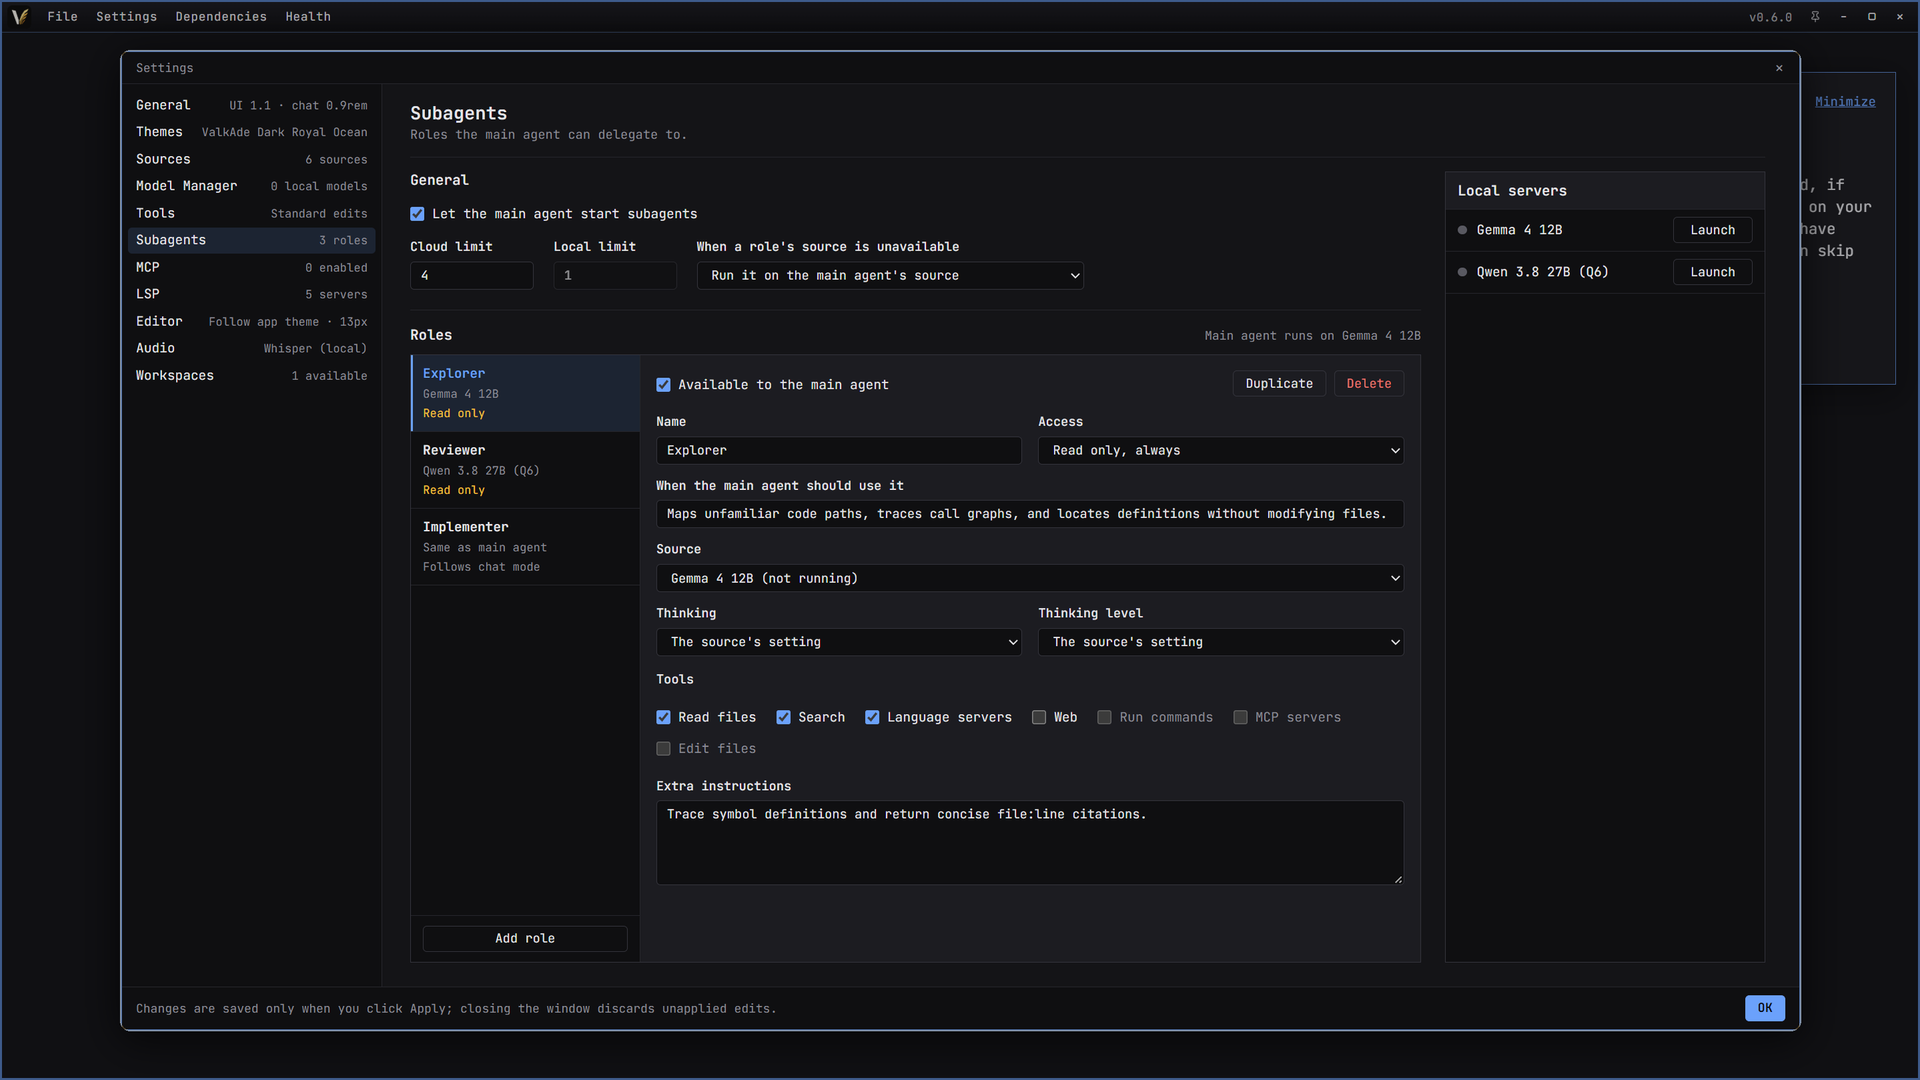 File Settings Dependencies Health v0.6.0
Settings
General UI 1.1 · chat 0.9rem
Themes ValkAde Dark Royal Ocean
Sources 6 sources
Model Manager 0 local models
Tools Standard edits
Subagents 3 roles
MCP 0 enabled
LSP 5 servers
Editor Follow app theme · 13px
Audio Whisper (local)
Workspaces 1 available
Subagents
Roles the main agent can delegate to.
General
Let the main agent start subagents
Cloud limit Local limit When a role's source is unavailable
4 1 Run it on the main agent's source
Roles Main agent runs on Gemma 4 12B
Explorer
Gemma 4 12B
Read only
Reviewer
Qwen 3.8 27B (Q6)
Read only
Implementer
Same as main agent
Follows chat mode
Add role
Available to the main agent Duplicate Delete
Name Access
Explorer Read only, always
When the main agent should use it
Maps unfamiliar code paths, traces call graphs, and locates definitions without modifying files.
Source
Gemma 4 12B (not running)
Thinking Thinking level
The source's setting The source's setting
Tools
Read files Search Language servers Web Run commands MCP servers
Edit files
Extra instructions
Trace symbol definitions and return concise file:line citations.
Local servers
Gemma 4 12B Launch
Qwen 3.8 27B (Q6) Launch
Minimize
d, if
on your
have
n skip
Changes are saved only when you click Apply; closing the window discards unapplied edits.
OK